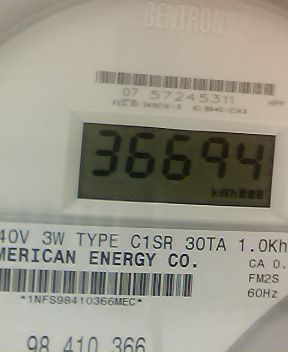 CENTRON®
07 57245311
36694
kWh
40V 3W TYPE C1SR 30TA 1.0Kh
MERICAN ENERGY CO.
CA 0.
FM2S
60Hz
*1NFS98410366MEC*
98 410 366